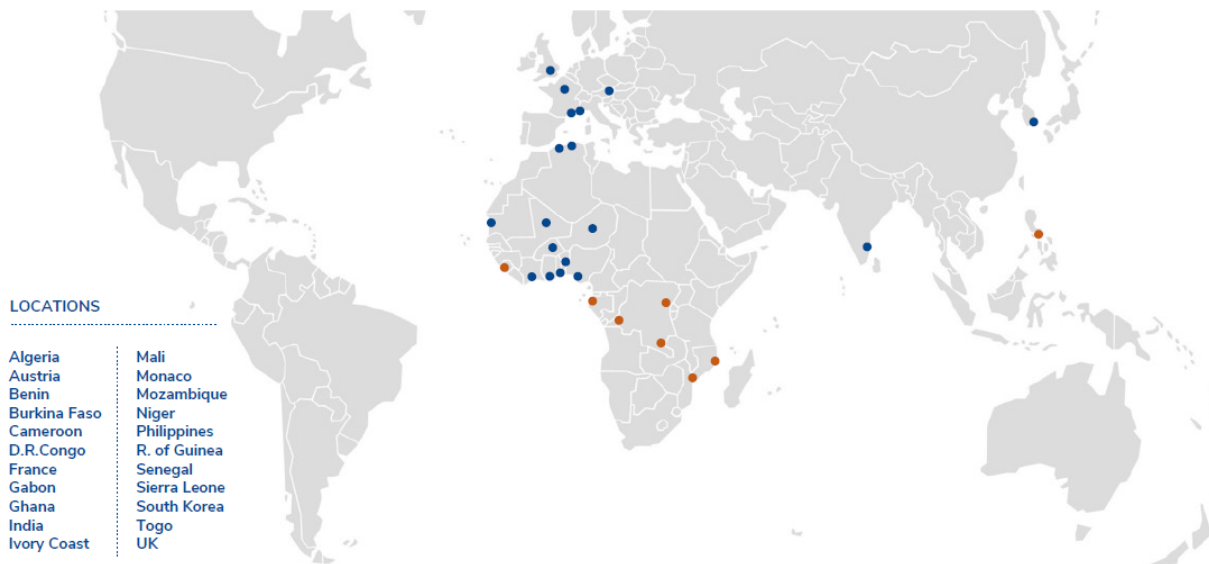 LOCATIONS
Algeria
Austria
Benin
Burkina Faso
Cameroon
D.R.Congo
France
Gabon
Ghana
India
Ivory Coast
Mali
Monaco
Mozambique
Niger
Philippines
R. of Guinea
Senegal
Sierra Leone
South Korea
Togo
UK